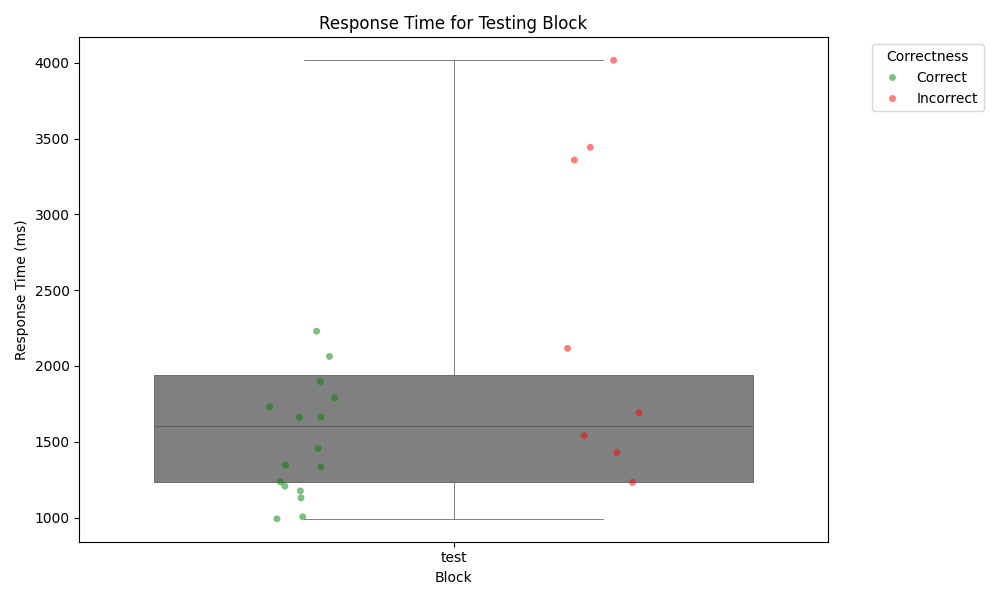 Response Time for Testing Block
Correctness
Correct
Incorrect
Response Time (ms)
4000
3500
3000
2500
2000
1500
1000
test
Block